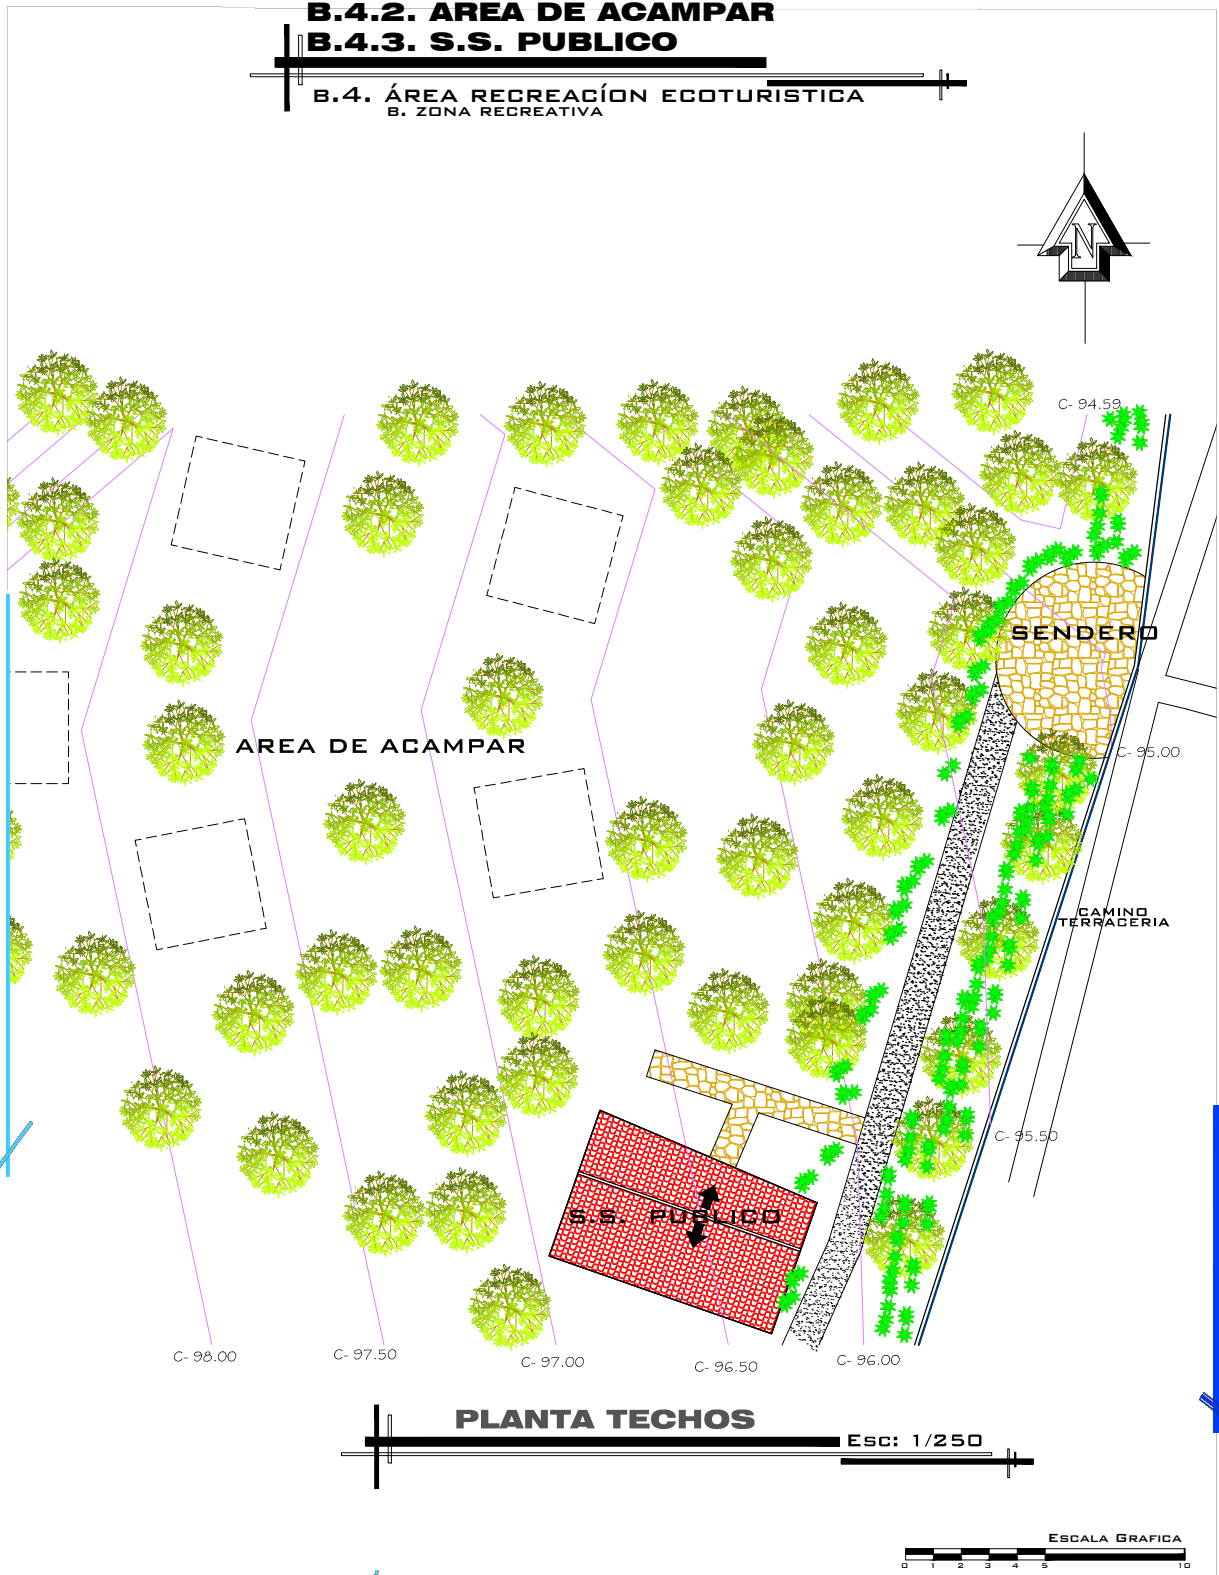 B.4.2. AREA DE ACAMPAR
B.4.3. S.S. PUBLICO
B.4. ÁREA RECREACÍON ECOTURISTICA
B. ZONA RECREATIVA
N
C- 94.59
SENDERO
AREA DE ACAMPAR
C- 95.00
CAMINO
TERRACERIA
C- 95.50
S.S. PUBLICO
C- 98.00
C- 97.50
C- 97.00
C- 96.50
C- 96.00
PLANTA TECHOS
Esc: 1/250
ESCALA GRAFICA
0 1 2 3 4 5 10